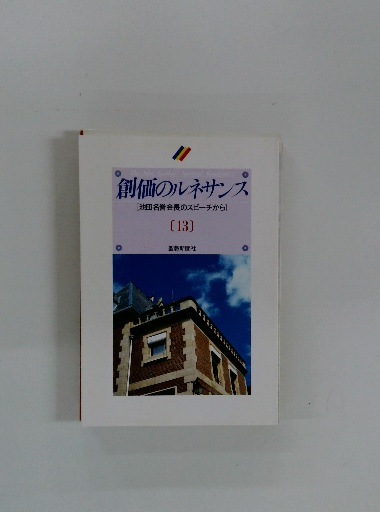 創価のルネサンス
［池田名誉会長のスピーチから］
［13］
聖教新聞社